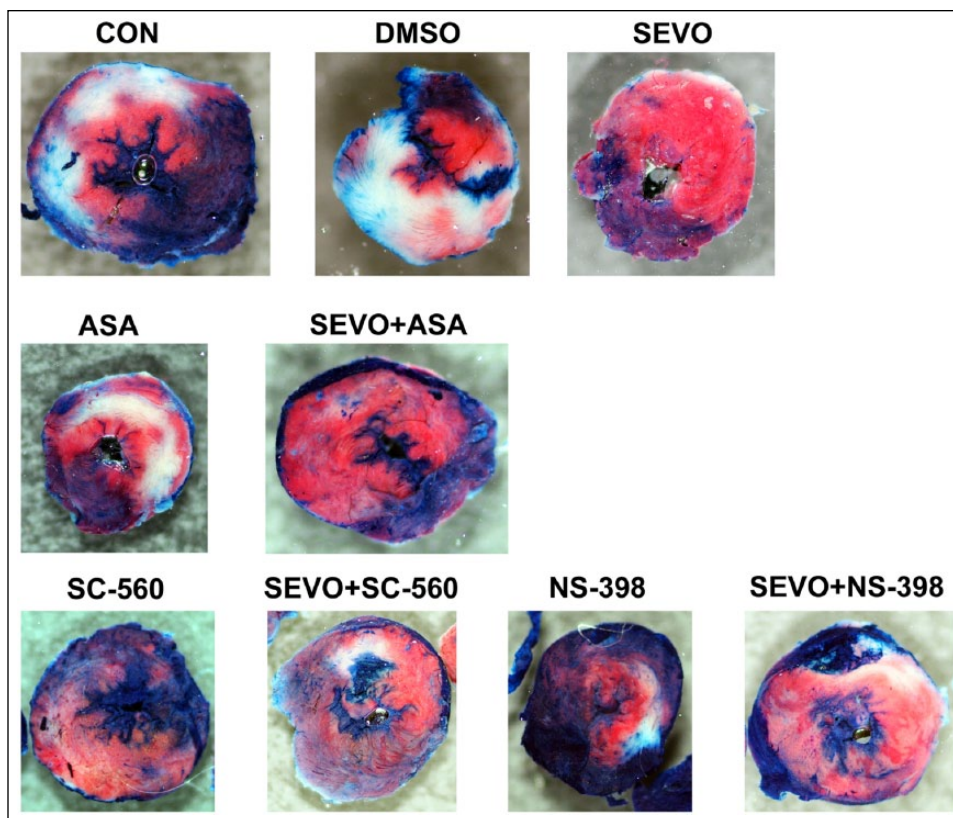 CON DMSO SEVO
ASA SEVO+ASA
SC-560 SEVO+SC-560 NS-398 SEVO+NS-398